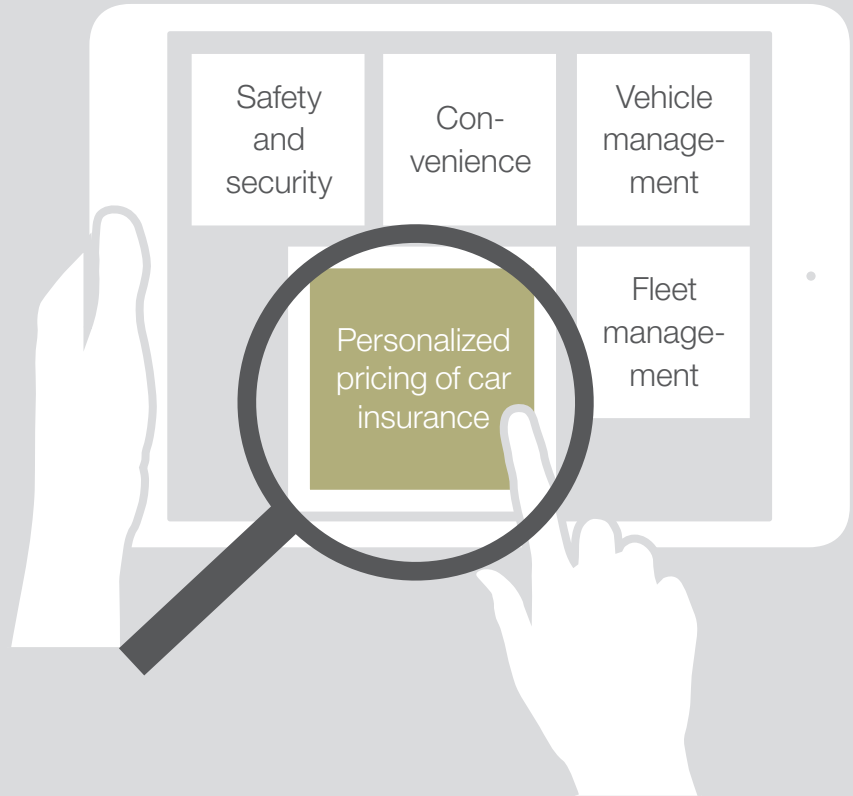 Safety
and
security
Con-
venience
Vehicle
manage-
ment
Personalized
pricing of car
insurance
Fleet
manage-
ment